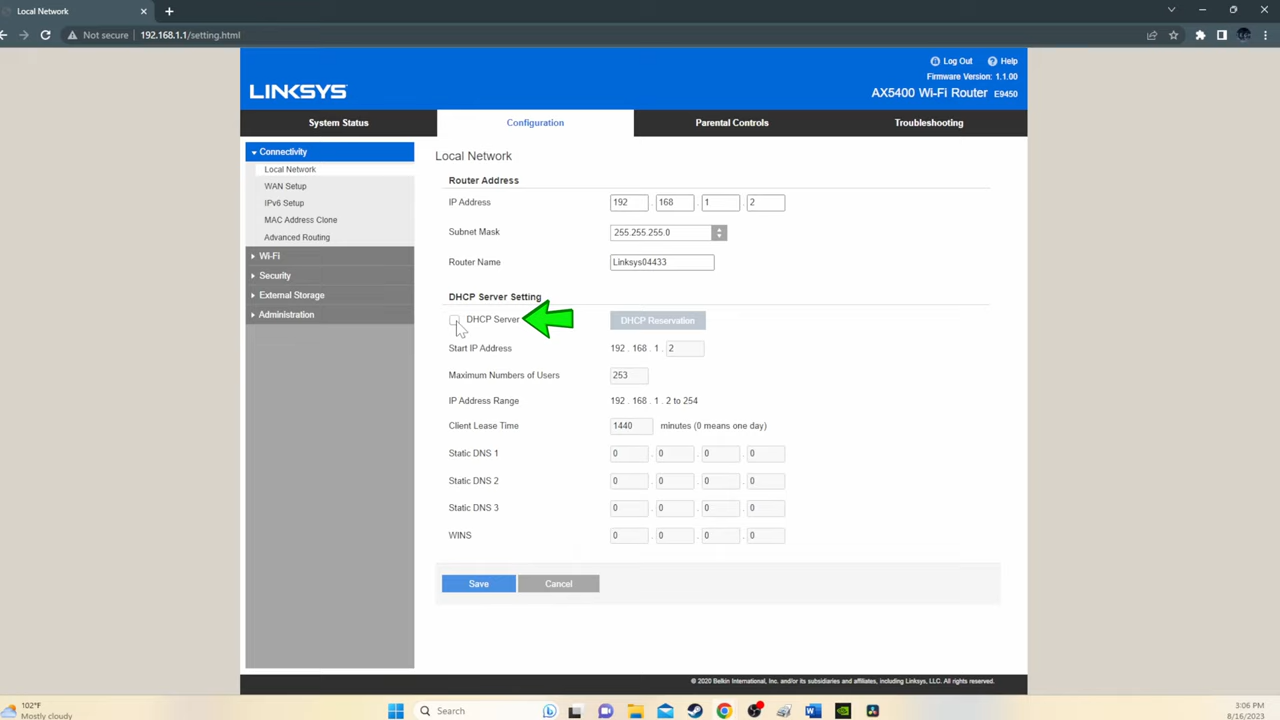 Local Network
Not secure 192.168.1.1/setting.html
Log Out Help
Firmware Version: 1.1.00
LINKSYS
AX5400 Wi-Fi Router E9450
System Status Configuration Parental Controls Troubleshooting
Connectivity
Local Network
WAN Setup
IPv6 Setup
MAC Address Clone
Advanced Routing
Wi-Fi
Security
External Storage
Administration
Local Network
Router Address
IP Address 192 . 168 . 1 . 2
Subnet Mask 255.255.255.0
Router Name Linksys04433
DHCP Server Setting
DHCP Server DHCP Reservation
Start IP Address 192 . 168 . 1 . 2
Maximum Numbers of Users 253
IP Address Range 192 . 168 . 1 . 2 to 254
Client Lease Time 1440 minutes (0 means one day)
Static DNS 1 0 . 0 . 0 . 0
Static DNS 2 0 . 0 . 0 . 0
Static DNS 3 0 . 0 . 0 . 0
WINS 0 . 0 . 0 . 0
Save Cancel
© 2020 Belkin International, Inc. and/or its subsidiaries and affiliates, including Linksys, LLC. All rights reserved.
102°F
Mostly cloudy
Search
3:06 PM
8/16/2023